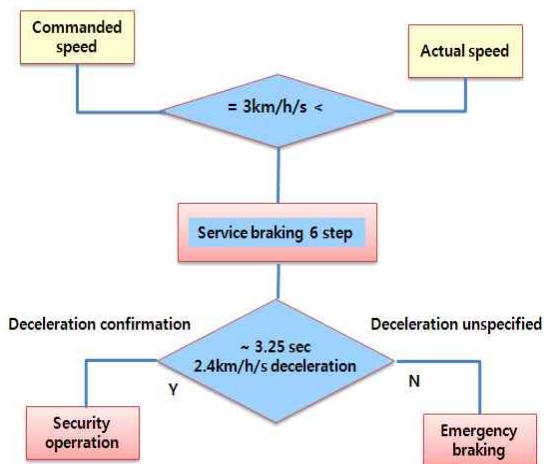 Commanded
speed
Actual speed
= 3km/h/s <
Service braking 6 step
Deceleration confirmation
Deceleration unspecified
~ 3.25 sec
2.4km/h/s deceleration
Y
N
Security
operration
Emergency
braking